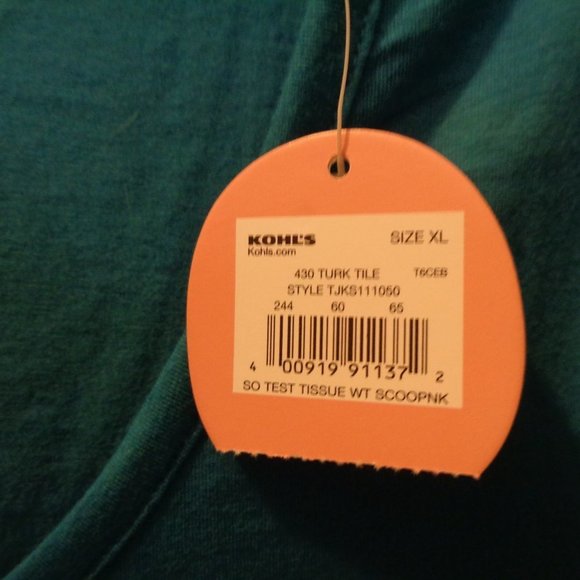 KOHL'S SIZE XL
Kohls.com
430 TURK TILE T6CEB
STYLE TJKS111050
244 60 65
4 00919 91137 2
SO TEST TISSUE WT SCOOPNK